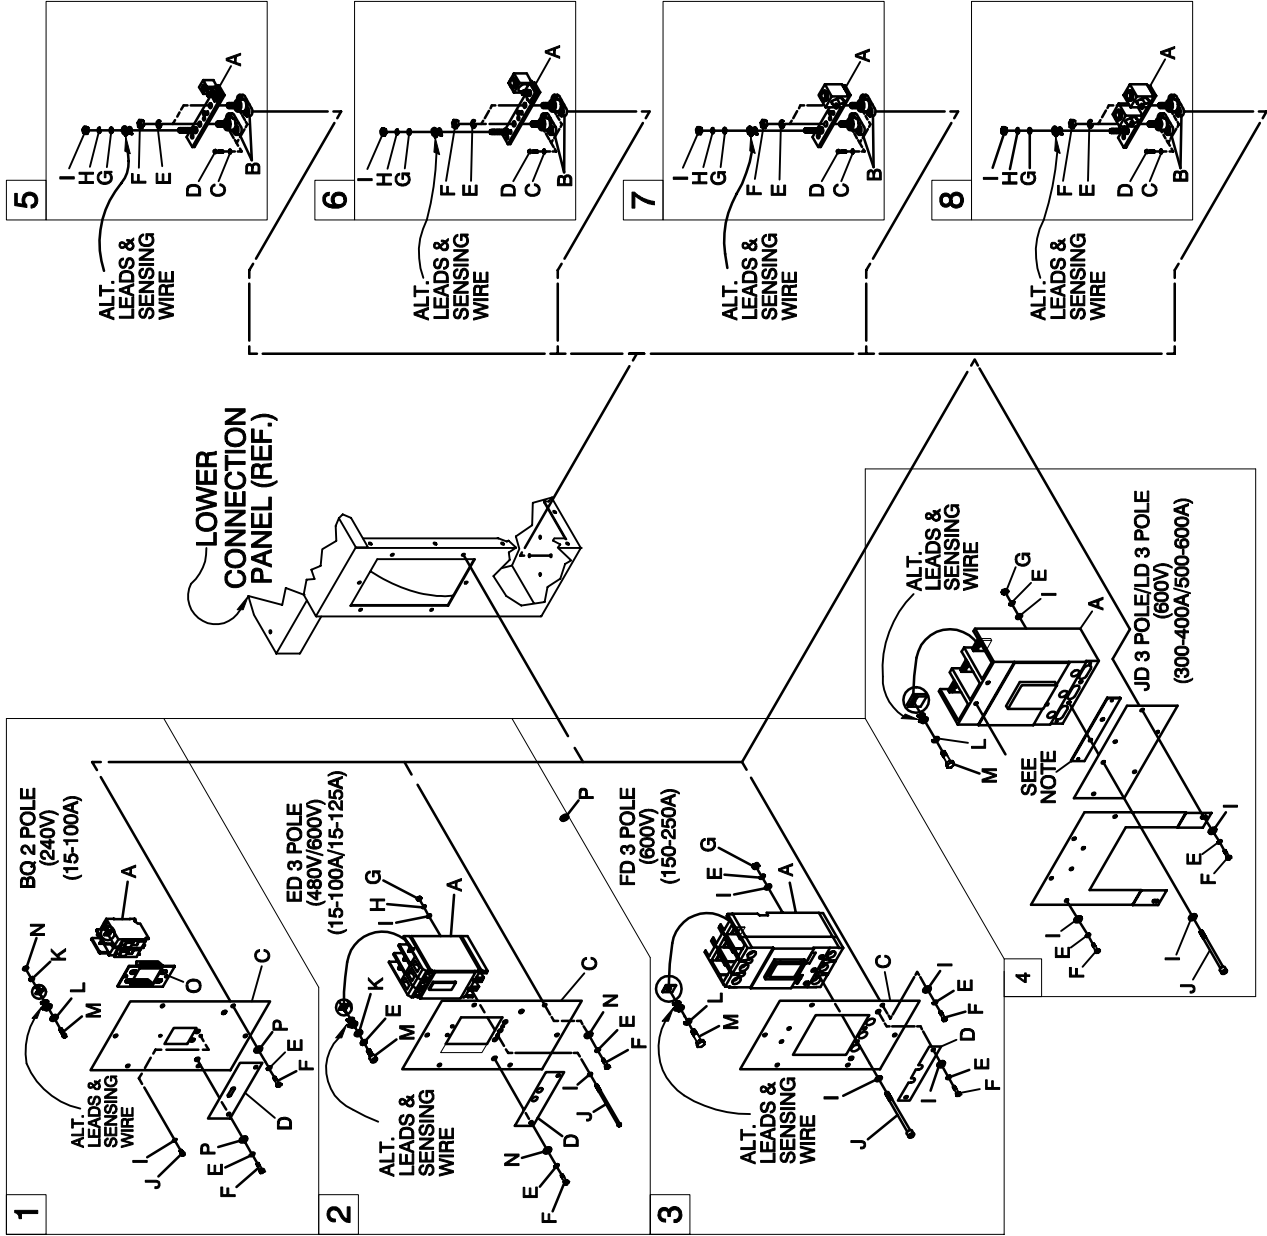 1
BQ 2 POLE
(240V)
(15-100A)
N
K
A
L
M
O
C
ALT.
LEADS &
SENSING
WIRE
I
J
P
E
F
D
P
E
F
2
ED 3 POLE
(480V/600V)
(15-100A/15-125A)
G
H
I
A
K
E
M
C
ALT.
LEADS &
SENSING
WIRE
N
E
F
I
J
D
N
E
F
P
3
FD 3 POLE
(600V)
(150-250A)
G
E
I
A
L
M
C
ALT.
LEADS &
SENSING
WIRE
I
E
F
D
I
E
F
I
J
4
JD 3 POLE/LD 3 POLE
(600V)
(300-400A/500-600A)
ALT.
LEADS &
SENSING
WIRE
G
E
I
A
L
M
SEE
NOTE
I
E
F
I
E
F
I
J
LOWER
CONNECTION
PANEL (REF.)
5
I
H
G
F
E
D
C
B
A
ALT.
LEADS &
SENSING
WIRE
6
I
H
G
F
E
D
C
B
A
ALT.
LEADS &
SENSING
WIRE
7
I
H
G
F
E
D
C
B
A
ALT.
LEADS &
SENSING
WIRE
8
I
H
G
F
E
D
C
B
A
ALT.
LEADS &
SENSING
WIRE